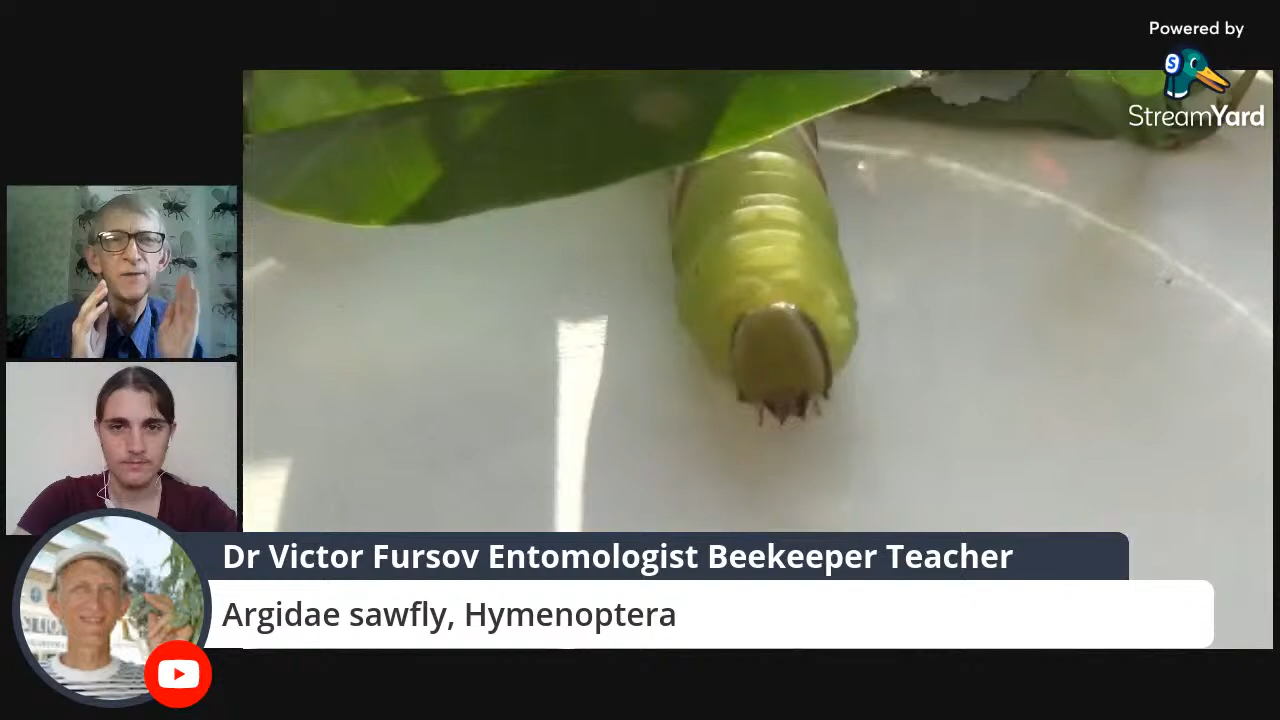 Powered by
S
StreamYard
Dr Victor Fursov Entomologist Beekeeper Teacher
Argidae sawfly, Hymenoptera